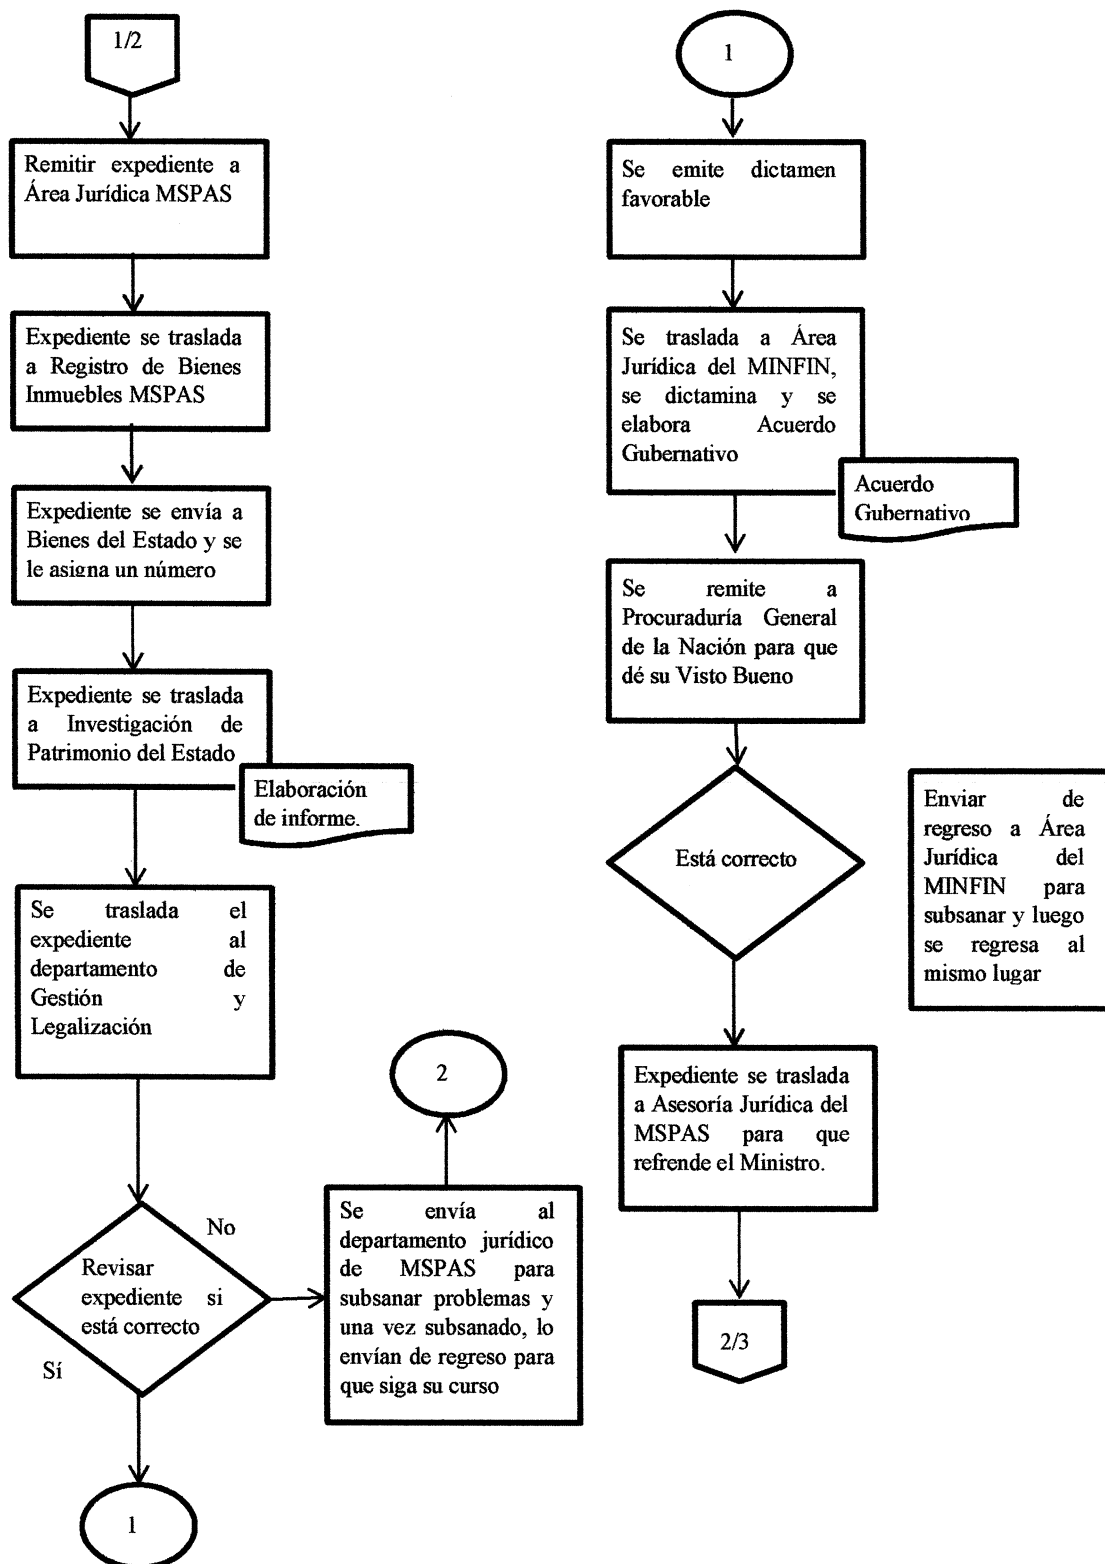 1/2
Remitir expediente a
Área Jurídica MSPAS
Expediente se traslada
a Registro de Bienes
Inmuebles MSPAS
Expediente se envía a
Bienes del Estado y se
le asigna un número
Expediente se traslada
a Investigación de
Patrimonio del Estado
Elaboración
de informe.
Se traslada el
expediente al
departamento de
Gestión y
Legalización
Revisar
expediente si
está correcto
No
Sí
Se envía al
departamento jurídico
de MSPAS para
subsanar problemas y
una vez subsanado, lo
envían de regreso para
que siga su curso
2
1
1
Se emite dictamen
favorable
Se traslada a Área
Jurídica del MINFIN,
se dictamina y se
elabora Acuerdo
Gubernativo
Acuerdo
Gubernativo
Se remite a
Procuraduría General
de la Nación para que
dé su Visto Bueno
Está correcto
Enviar de
regreso a Área
Jurídica del
MINFIN para
subsanar y luego
se regresa al
mismo lugar
Expediente se traslada
a Asesoría Jurídica del
MSPAS para que
refrende el Ministro.
2/3